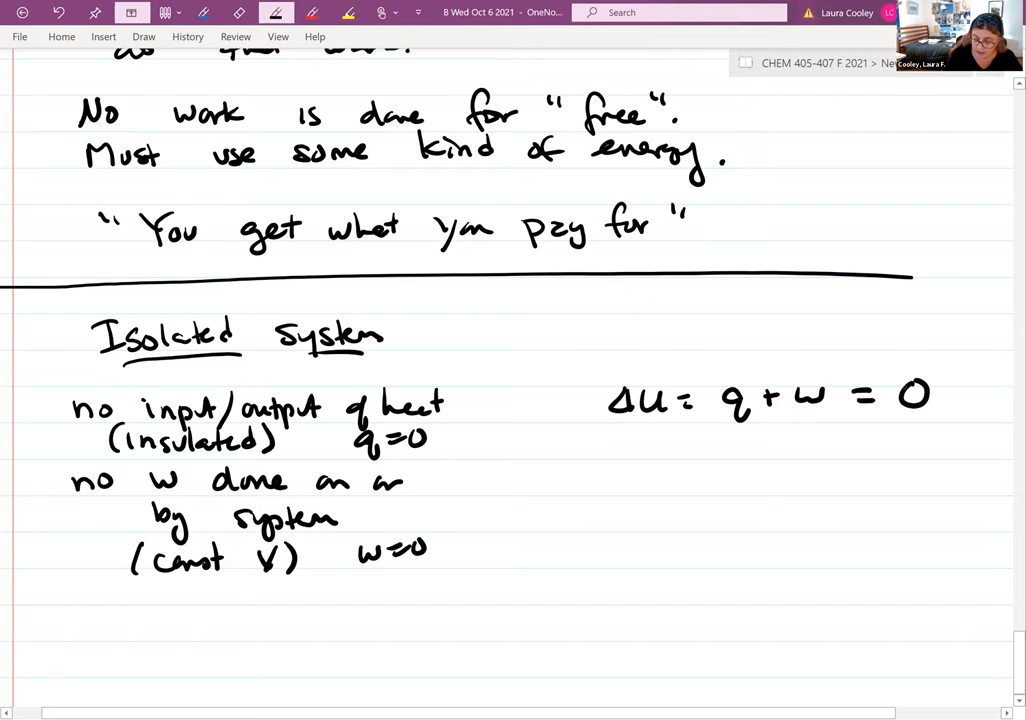 B Wed Oct 6 2021 - OneNo...
Search
Laura Cooley
LC
File Home Insert Draw History Review View Help
CHEM 405-407 F 2021 > Ne
Cooley, Laura F.
No work is done for "free".
Must use some kind of energy.
"You get what you pay for"
Isolated system
no input/output of heat
(insulated) q=0
ΔU = q + w = 0
no w done on or
by system
(const V) w=0